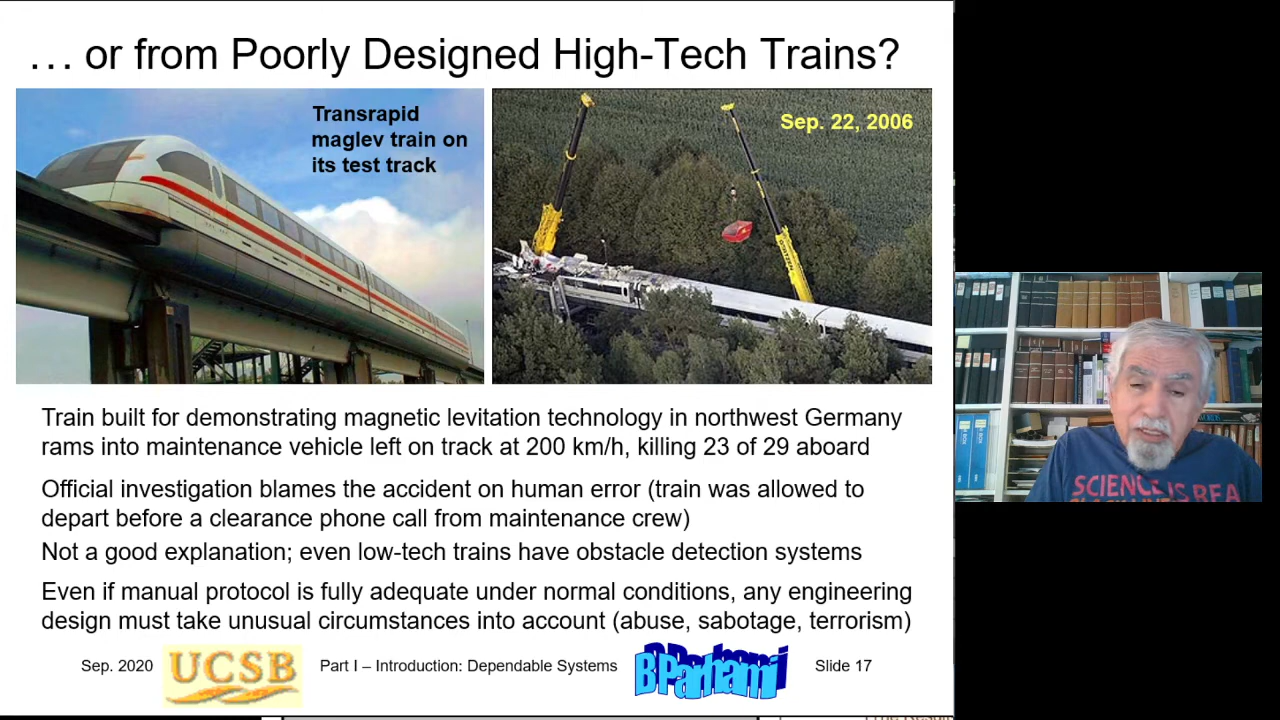 … or from Poorly Designed High-Tech Trains?
Transrapid
maglev train on
its test track
Sep. 22, 2006
Train built for demonstrating magnetic levitation technology in northwest Germany
rams into maintenance vehicle left on track at 200 km/h, killing 23 of 29 aboard
Official investigation blames the accident on human error (train was allowed to
depart before a clearance phone call from maintenance crew)
Not a good explanation; even low-tech trains have obstacle detection systems
Even if manual protocol is fully adequate under normal conditions, any engineering
design must take unusual circumstances into account (abuse, sabotage, terrorism)
Sep. 2020
UCSB
Part I – Introduction: Dependable Systems
B Parhami
Slide 17
SCIENCE IS REA